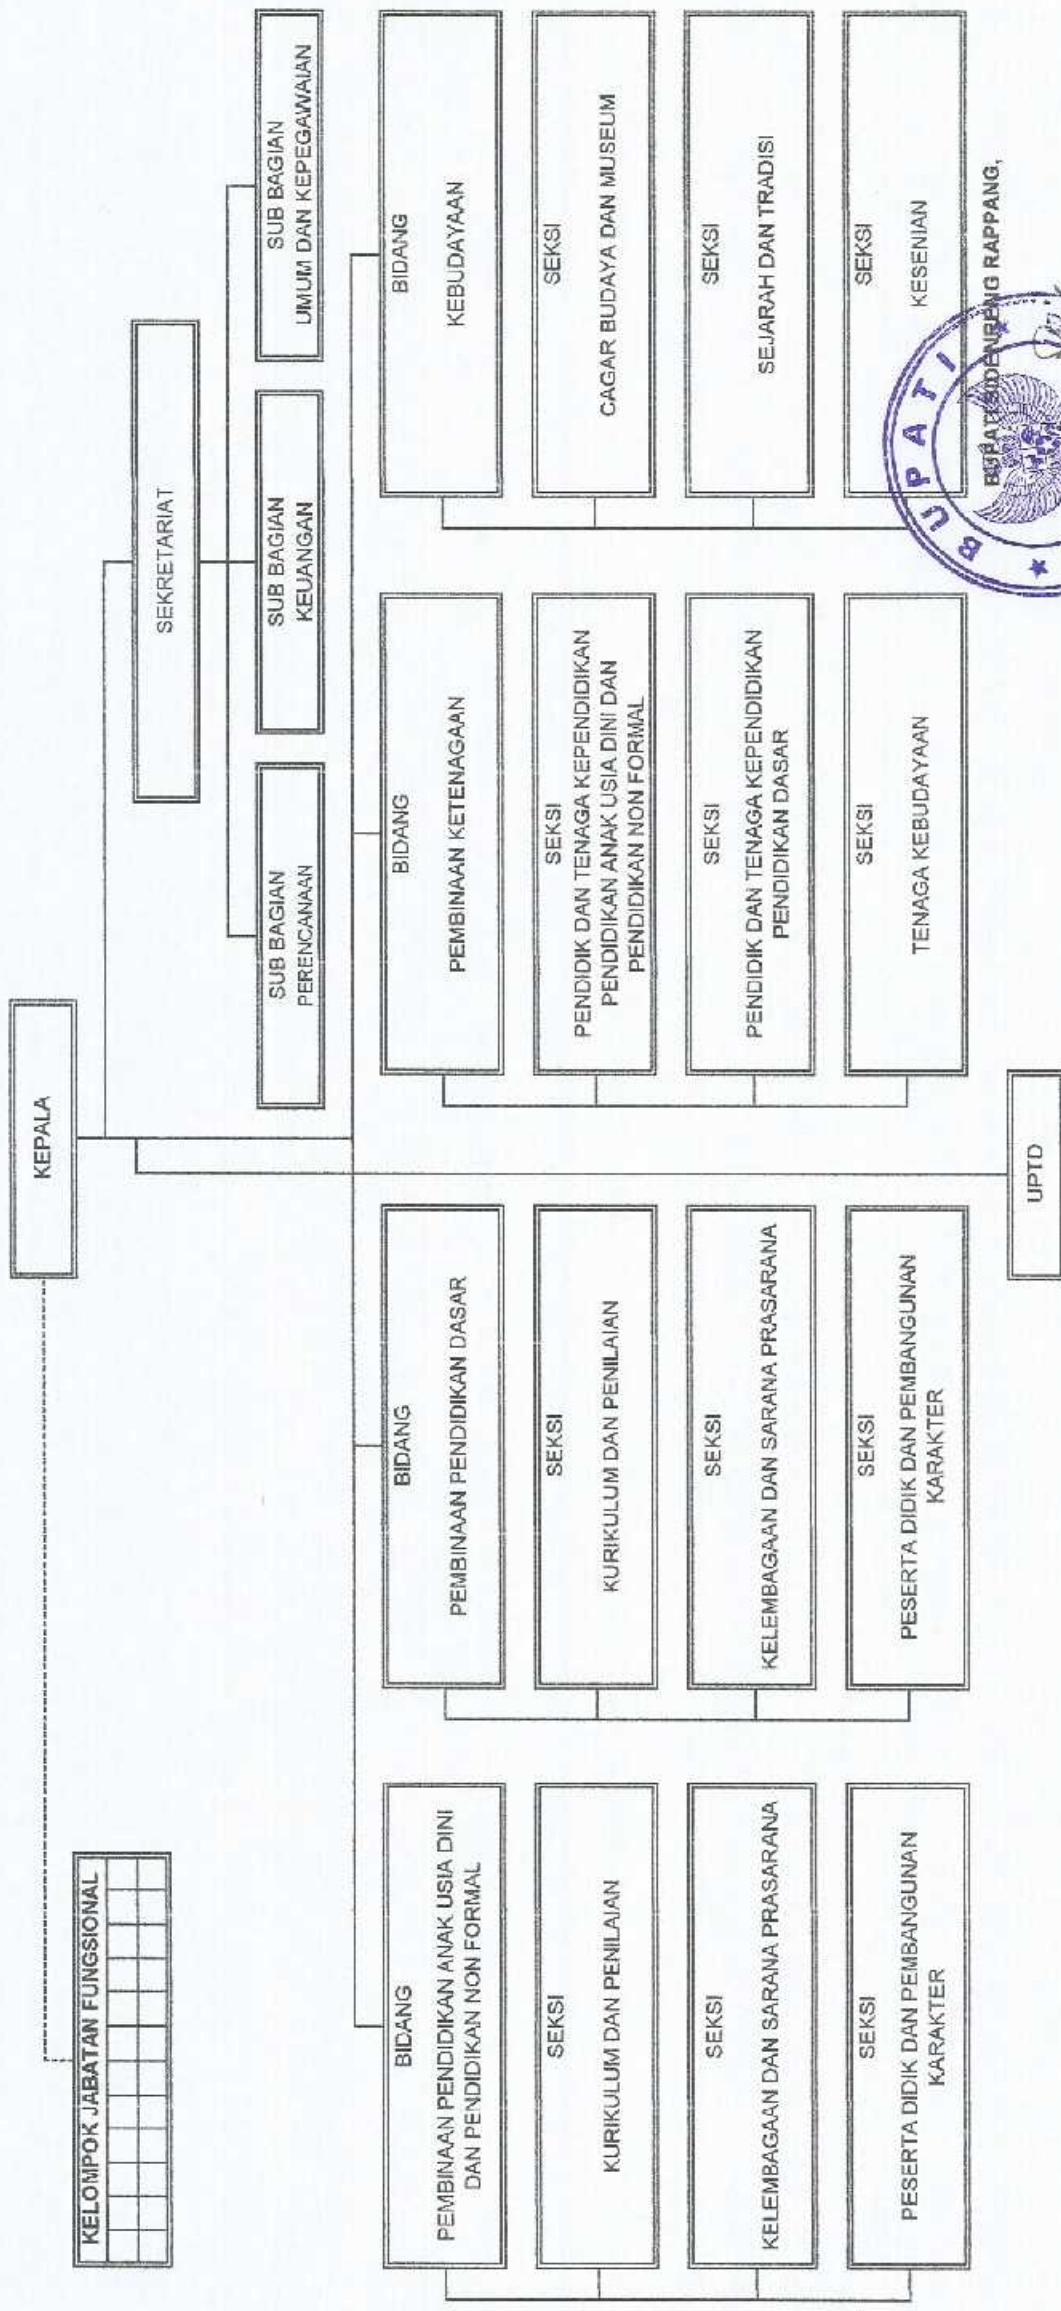 KEPALA
KELOMPOK JABATAN FUNGSIONAL
SEKRETARIAT
SUB BAGIAN
PERENCANAAN
SUB BAGIAN
KEUANGAN
SUB BAGIAN
UMUM DAN KEPEGAWAIAN
BIDANG
PEMBINAAN PENDIDIKAN ANAK USIA DINI
DAN PENDIDIKAN NON FORMAL
SEKSI
KURIKULUM DAN PENILAIAN
SEKSI
KELEMBAGAAN DAN SARANA PRASARANA
SEKSI
PESERTA DIDIK DAN PEMBANGUNAN
KARAKTER
BIDANG
PEMBINAAN PENDIDIKAN DASAR
SEKSI
KURIKULUM DAN PENILAIAN
SEKSI
KELEMBAGAAN DAN SARANA PRASARANA
SEKSI
PESERTA DIDIK DAN PEMBANGUNAN
KARAKTER
BIDANG
PEMBINAAN KETENAGAAN
SEKSI
PENDIDIK DAN TENAGA KEPENDIDIKAN
PENDIDIKAN ANAK USIA DINI DAN
PENDIDIKAN NON FORMAL
SEKSI
PENDIDIK DAN TENAGA KEPENDIDIKAN
PENDIDIKAN DASAR
SEKSI
TENAGA KEBUDAYAAN
BIDANG
KEBUDAYAAN
SEKSI
CAGAR BUDAYA DAN MUSEUM
SEKSI
SEJARAH DAN TRADISI
SEKSI
KESENIAN
UPTD
BUPATI SIDENRENG RAPPANG,
BUPATI